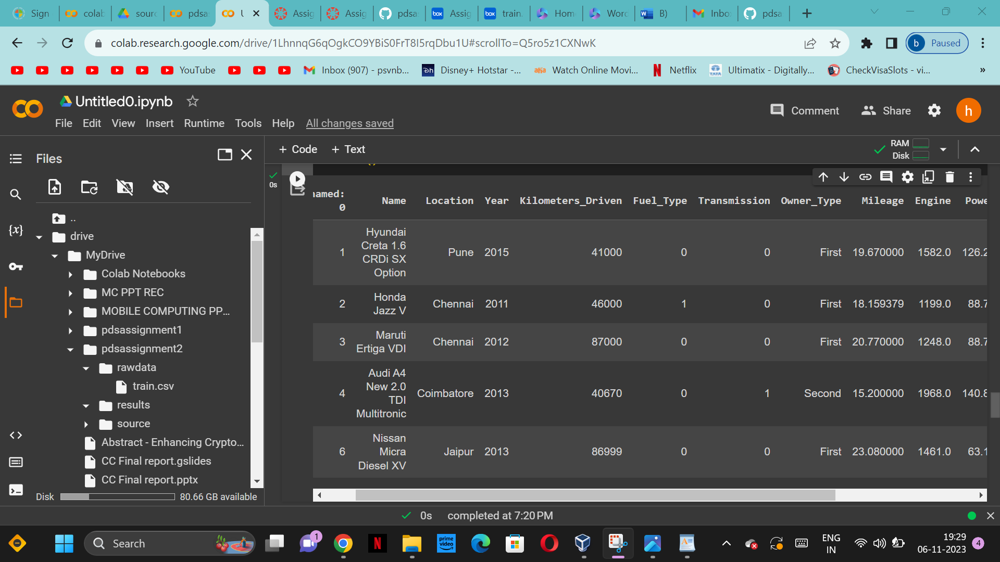 Sign
colab
sourc
pdsa
U
Assig
Assig
pdsa
Assig
train.
Hom
Word
B)
Inbo
pdsa
colab.research.google.com/drive/1LhnnqG6qOgkCO9YBiS0FrT8I5rqDbu1U#scrollTo=Q5ro5z1CXNwK
b Paused
YouTube
Inbox (907) - psvnb...
Disney+ Hotstar -...
Watch Online Movi...
Netflix
Ultimatix - Digitally...
CheckVisaSlots - vi...
»
Untitled0.ipynb
File Edit View Insert Runtime Tools Help All changes saved
Comment
Share
h
Files
+ Code + Text
RAM
Disk
..
drive
MyDrive
Colab Notebooks
MC PPT REC
MOBILE COMPUTING PP...
pdsassignment1
pdsassignment2
rawdata
train.csv
results
source
Abstract - Enhancing Crypto...
CC Final report.gslides
CC Final report.pptx
Disk 80.66 GB available
{x}
0s
named: 0 Name Location Year Kilometers_Driven Fuel_Type Transmission Owner_Type Mileage Engine Powe
1 Hyundai Creta 1.6 CRDi SX Option Pune 2015 41000 0 0 First 19.670000 1582.0 126.2
2 Honda Jazz V Chennai 2011 46000 1 0 First 18.159379 1199.0 88.7
3 Maruti Ertiga VDI Chennai 2012 87000 0 0 First 20.770000 1248.0 88.7
4 Audi A4 New 2.0 TDI Multitronic Coimbatore 2013 40670 0 1 Second 15.200000 1968.0 140.8
6 Nissan Micra Diesel XV Jaipur 2013 86999 0 0 First 23.080000 1461.0 63.1
0s completed at 7:20 PM
Search
1
prime video
ENG
IN
19:29
06-11-2023
4